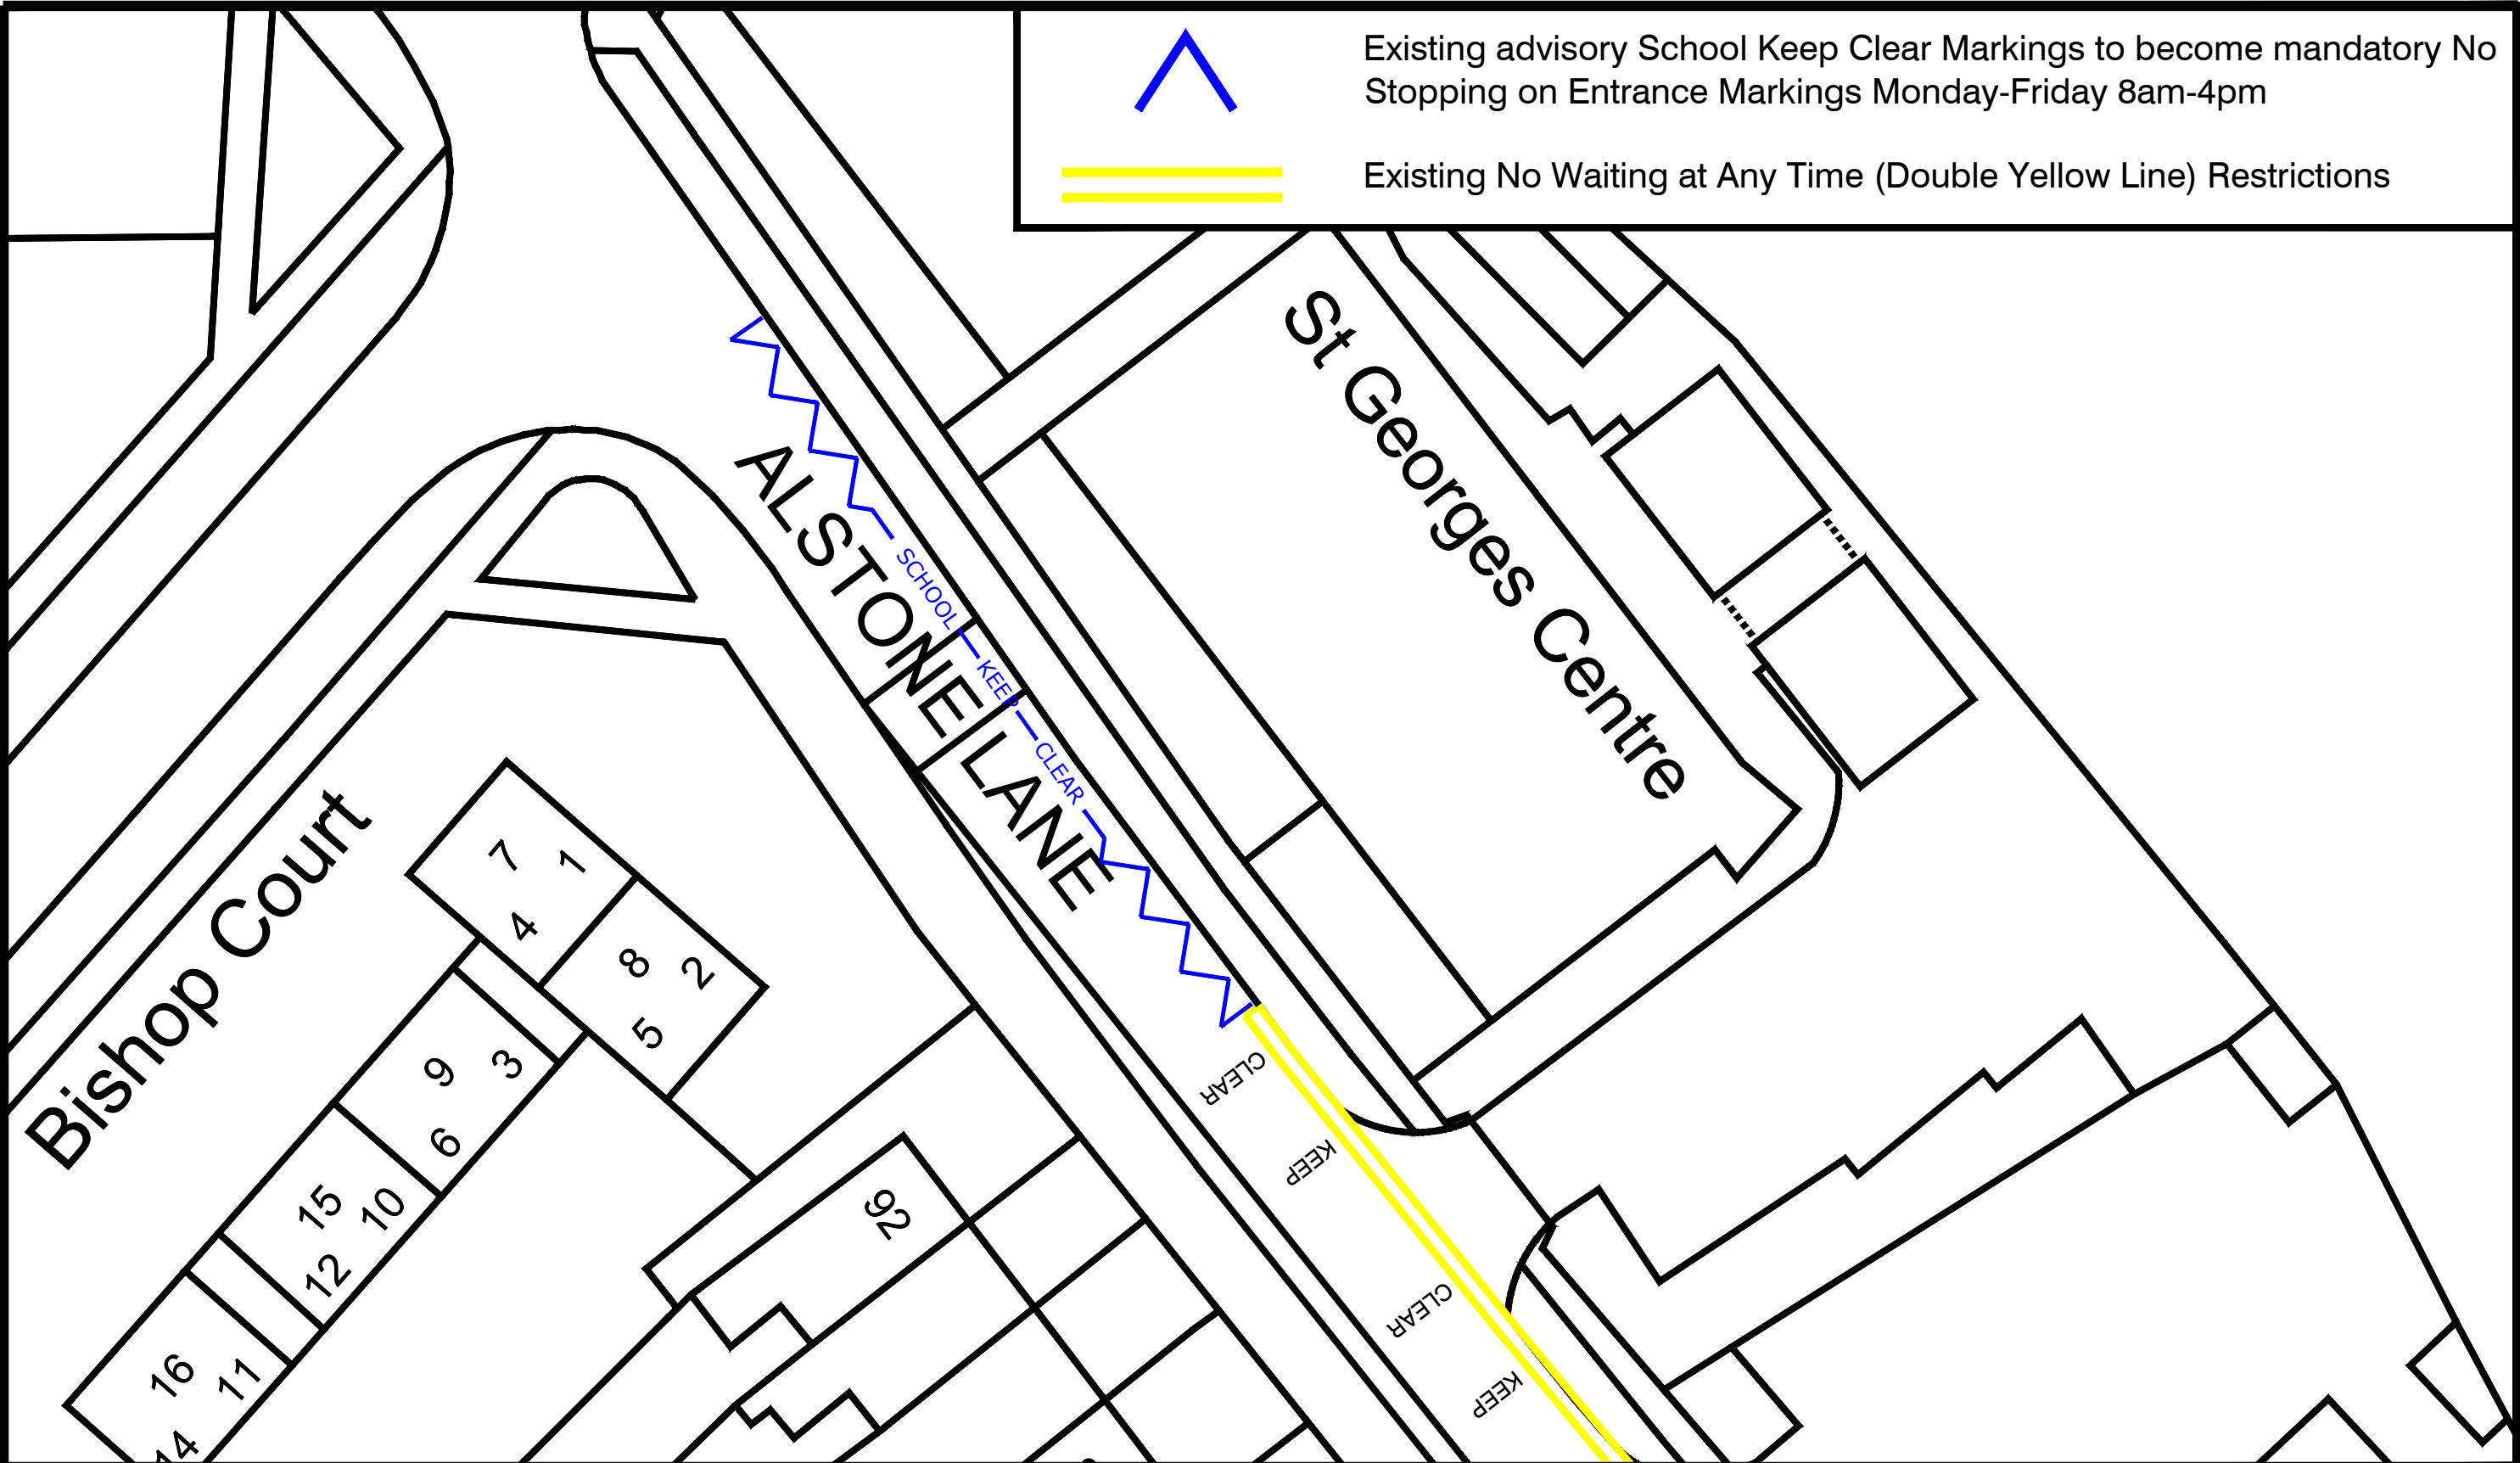 Existing advisory School Keep Clear Markings to become mandatory No
Stopping on Entrance Markings Monday-Friday 8am-4pm
Existing No Waiting at Any Time (Double Yellow Line) Restrictions
St Georges Centre
ALSTONE LANE
SCHOOL
KEEP
CLEAR
Bishop Court
7
1
4
8
2
5
9
3
6
15
10
12
16
11
14
92
CLEAR
KEEP
CLEAR
KEEP